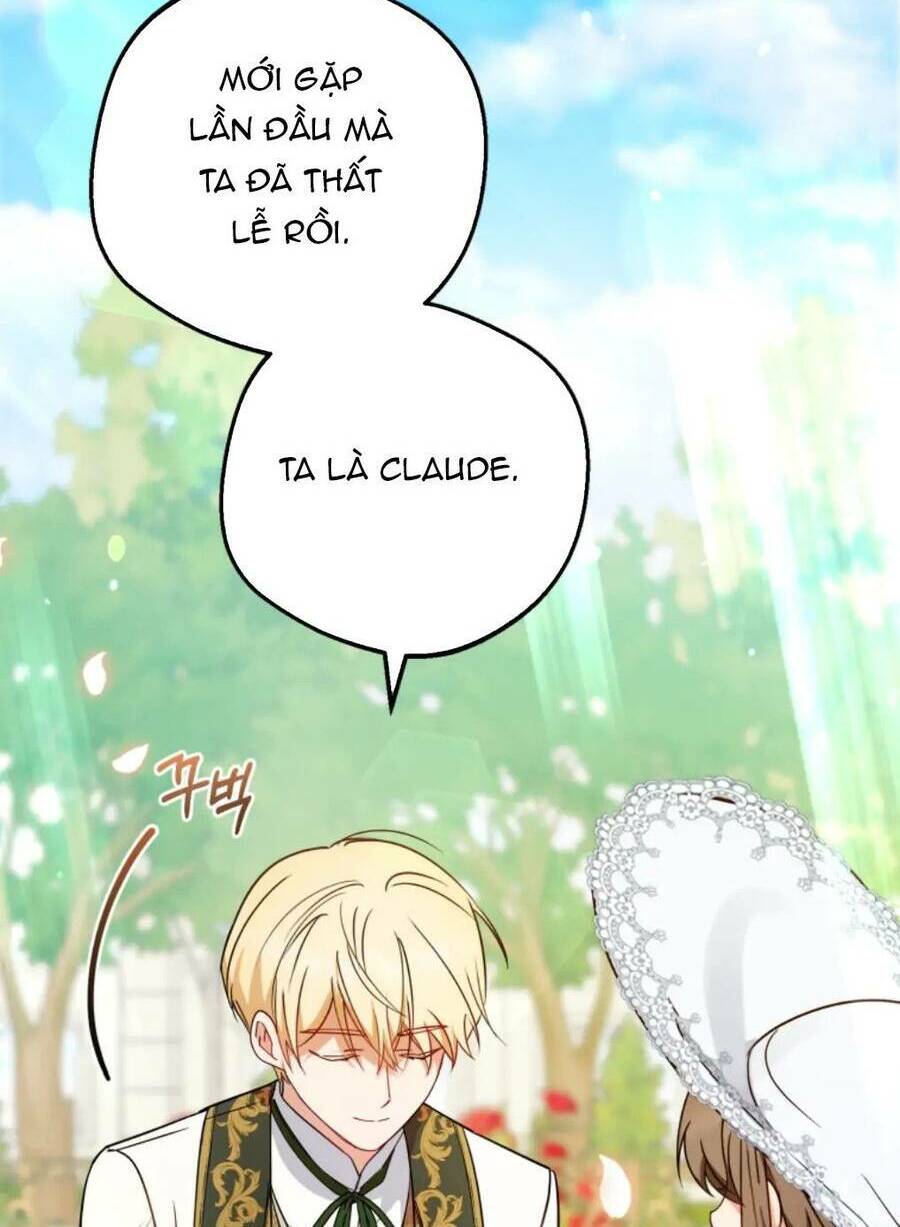 MỚI GẶP
LẦN ĐẦU MÀ
TA ĐÃ THẤT
LỄ RỒI.
TA LÀ CLAUDE.
꾸벅